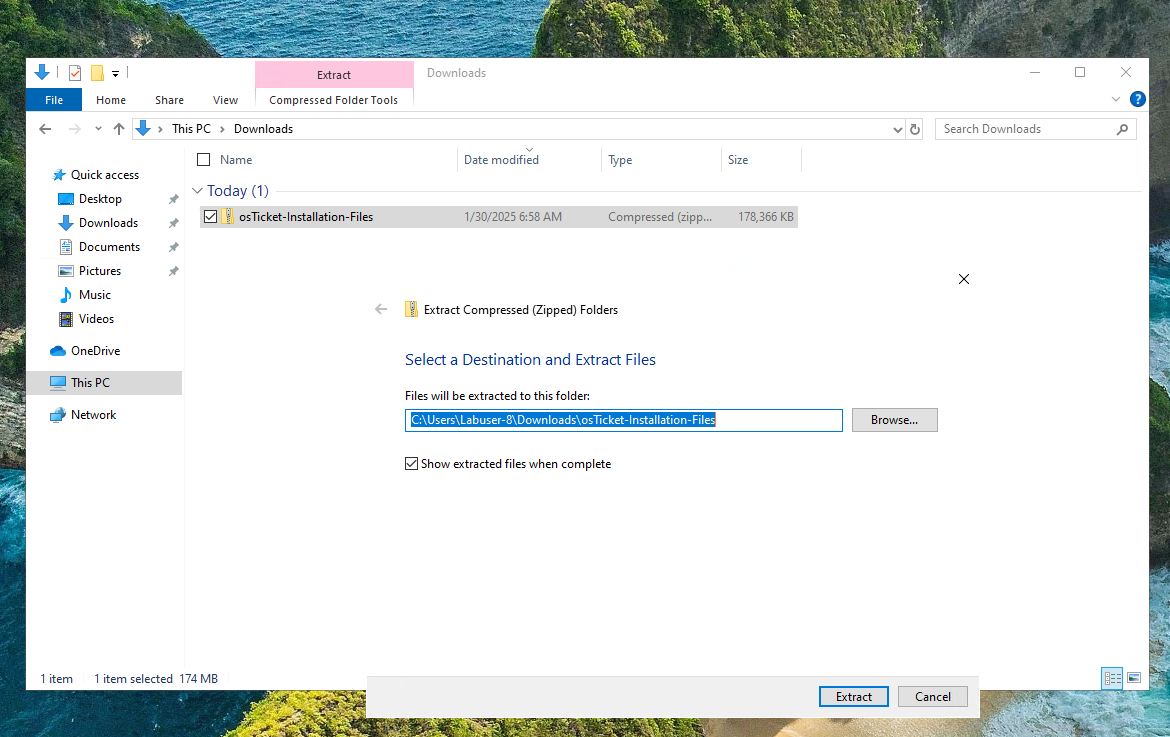 Extract
Downloads
File
Home
Share
View
Compressed Folder Tools
?
This PC
Downloads
Search Downloads
Name
Date modified
Type
Size
Quick access
Desktop
Downloads
Documents
Pictures
Music
Videos
OneDrive
This PC
Network
Today (1)
osTicket-Installation-Files 1/30/2025 6:58 AM Compressed (zipp... 178,366 KB
Extract Compressed (Zipped) Folders
Select a Destination and Extract Files
Files will be extracted to this folder:
C:\Users\Labuser-8\Downloads\osTicket-Installation-Files
Browse...
Show extracted files when complete
1 item 1 item selected 174 MB
Extract
Cancel